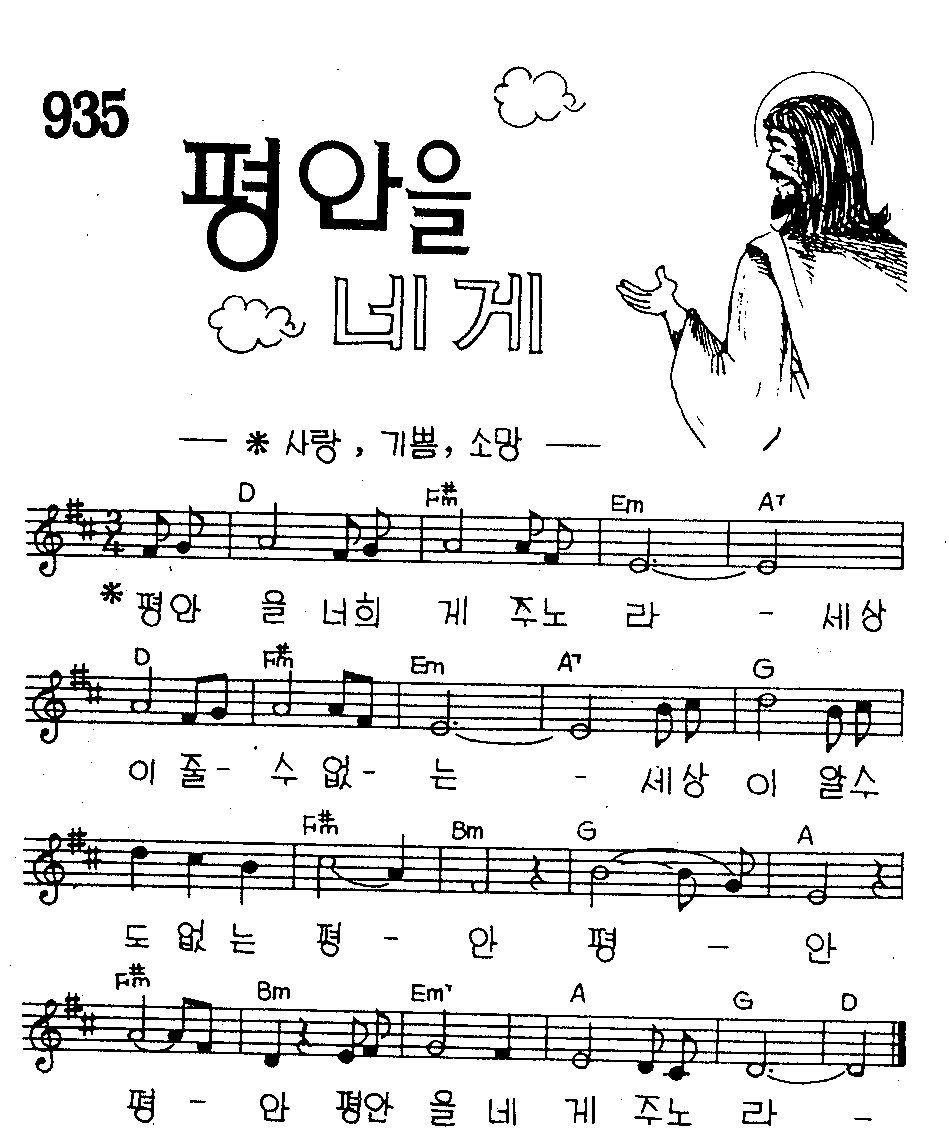 935
평안을
네게
— * 사랑, 기쁨, 소망 —
D F#m Em A7
* 평안 을 너희 게 주노 라 - 세상
D F#m Em A7 G
이 줄- 수 없- 는 - 세상 이 알수
F#m Bm G A
도 없 는 평 - 안 평 - 안
F#m Bm Em7 A G D
평 - 안 평안 을 네 게 주노 라 -